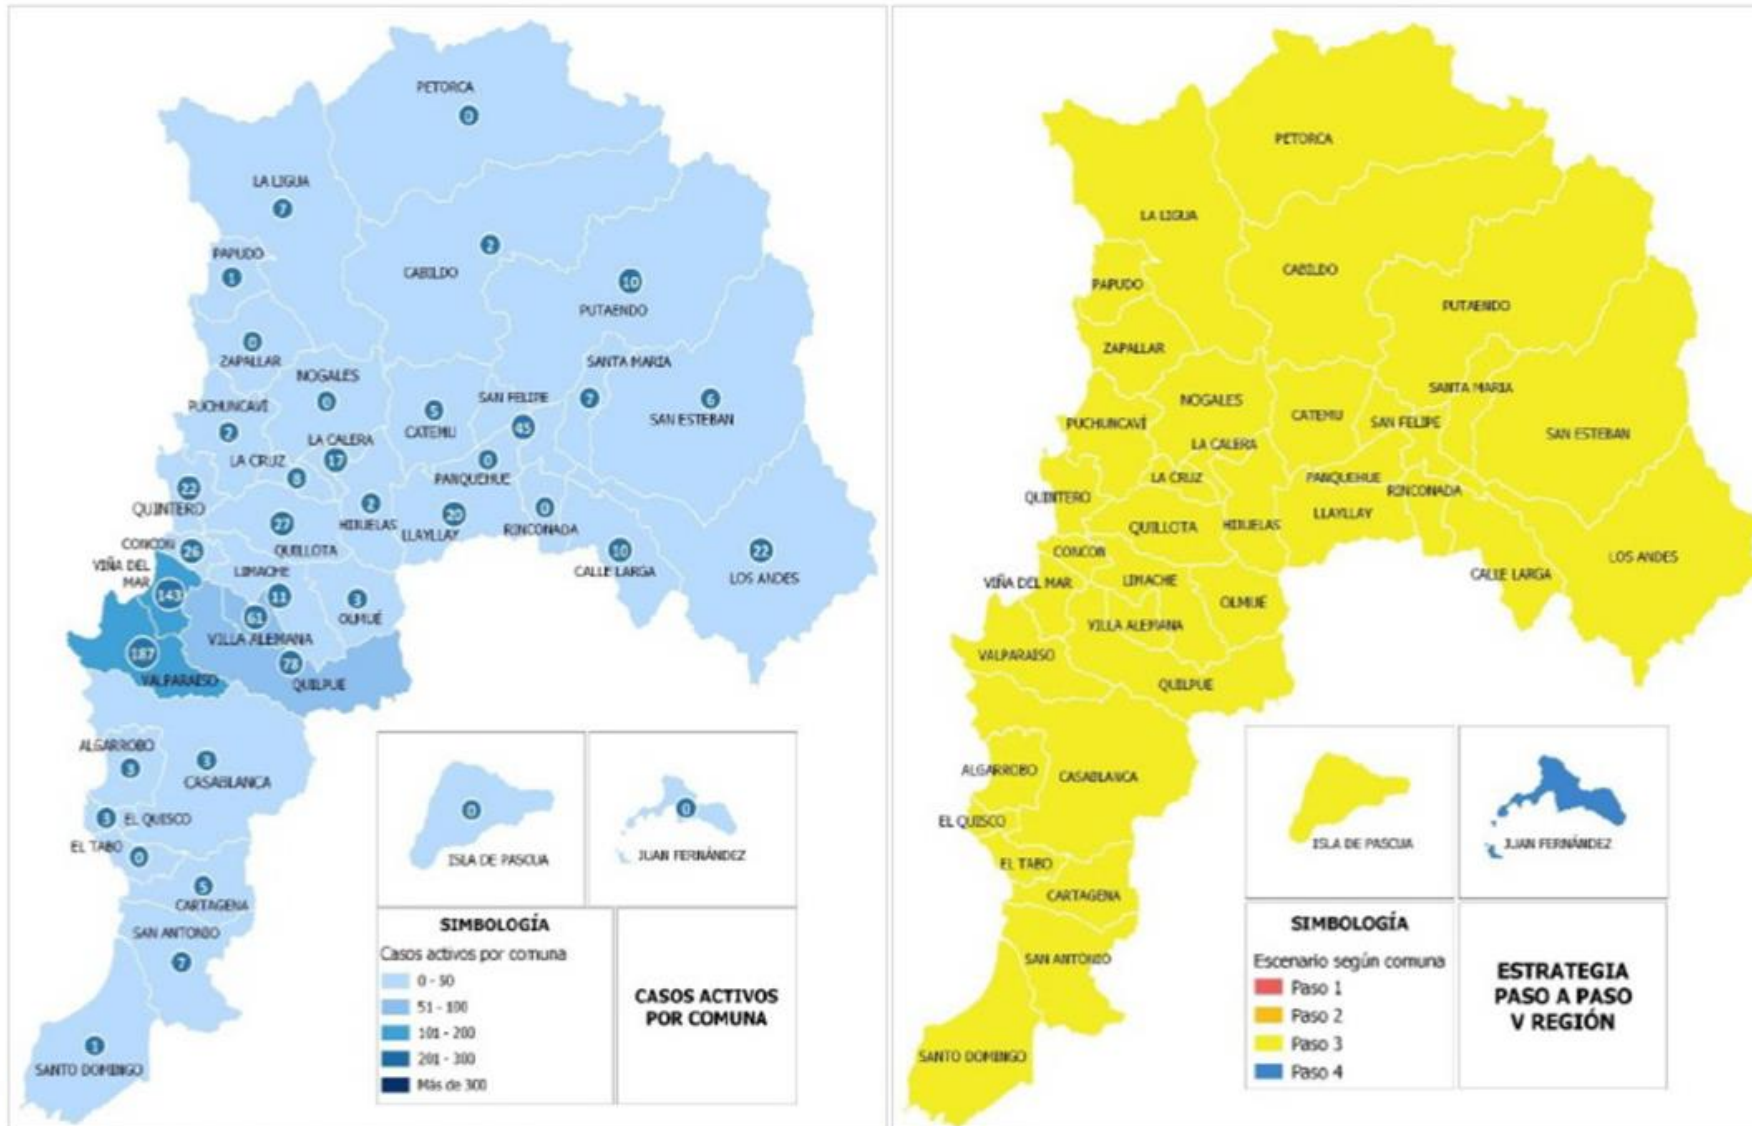 PETORCA
0
LA LIGUA
7
PAPUDO
1
CABILDO
2
PUTAENDO
10
ZAPALLAR
0
NOGALES
0
SANTA MARIA
7
SAN FELIPE
45
SAN ESTEBAN
6
CATEMU
5
PUCHUNCAVÍ
2
LA CALERA
17
LA CRUZ
8
PANQUEHUE
0
QUINTERO
22
HIJUELAS
2
LLAYLLAY
20
RINCONADA
0
QUILLOTA
27
CONCON
26
CALLE LARGA
10
LOS ANDES
22
VIÑA DEL
MAR
143
LIMACHE
11
OLMUÉ
3
VILLA ALEMANA
61
VALPARAISO
187
QUILPUE
78
ALGARROBO
3
CASABLANCA
3
EL QUISCO
3
EL TABO
0
CARTAGENA
5
SAN ANTONIO
7
SANTO DOMINGO
1
ISLA DE PASCUA
0
JUAN FERNÁNDEZ
0
SIMBOLOGÍA
Casos activos por comuna
0 - 50
51 - 100
101 - 200
201 - 300
Más de 300
CASOS ACTIVOS
POR COMUNA
PETORCA
LA LIGUA
CABILDO
PAPUDO
PUTAENDO
ZAPALLAR
SANTA MARIA
NOGALES
CATEMU
SAN FELIPE
PUCHUNCAVÍ
SAN ESTEBAN
LA CALERA
LA CRUZ
PANQUEHUE
RINCONADA
QUINTERO
LLAYLLAY
QUILLOTA
HIJUELAS
CONCON
LOS ANDES
VIÑA DEL MAR
LIMACHE
CALLE LARGA
OLMUÉ
VILLA ALEMANA
VALPARAISO
QUILPUE
ALGARROBO
CASABLANCA
EL QUISCO
EL TABO
CARTAGENA
SAN ANTONIO
SANTO DOMINGO
ISLA DE PASCUA
JUAN FERNÁNDEZ
SIMBOLOGÍA
Escenario según comuna
Paso 1
Paso 2
Paso 3
Paso 4
ESTRATEGIA
PASO A PASO
V REGIÓN